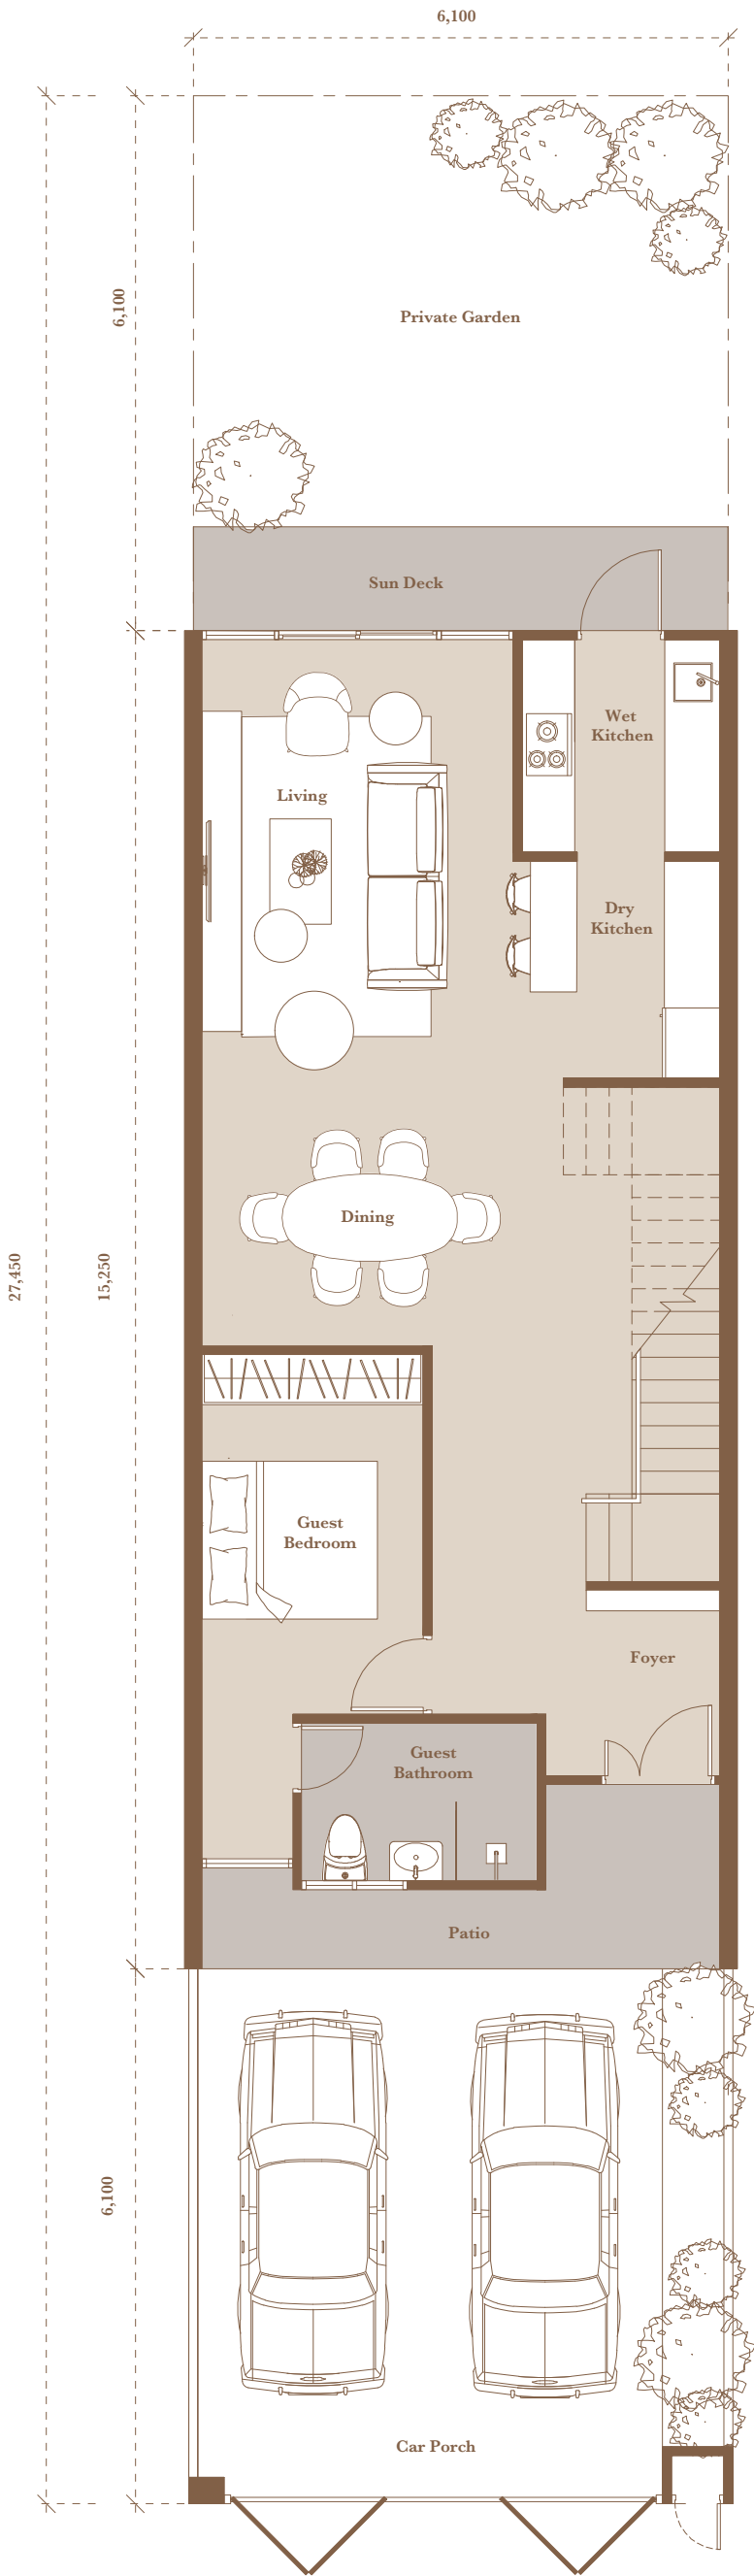 6,100
6,100
Private Garden
Sun Deck
Wet
Kitchen
Living
Dry
Kitchen
Dining
27,450
15,250
Guest
Bedroom
Foyer
Guest
Bathroom
Patio
6,100
Car Porch